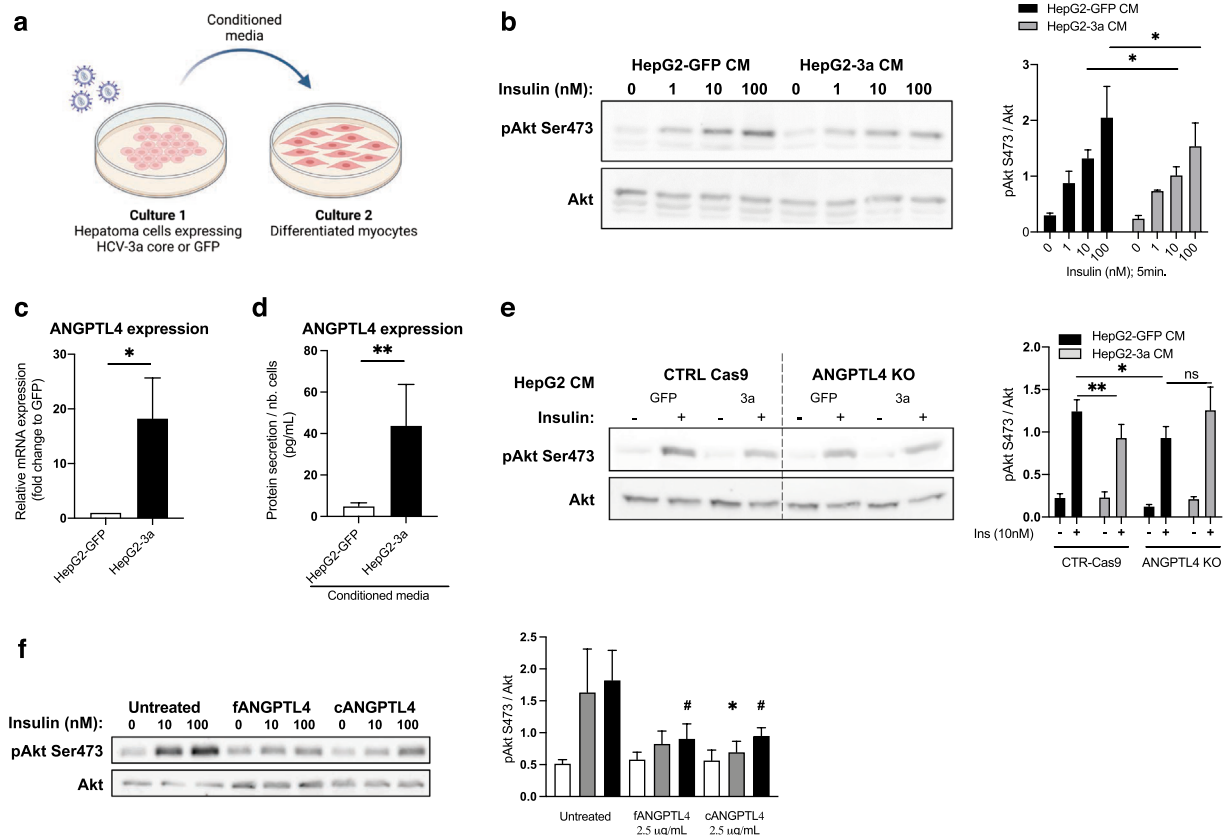 a
Conditioned
media
Culture 1
Hepatoma cells expressing
HCV-3a core or GFP
Culture 2
Differentiated myocytes
b
HepG2-GFP CM HepG2-3a CM
Insulin (nM): 0 1 10 100 0 1 10 100
pAkt Ser473
Akt
HepG2-GFP CM
HepG2-3a CM
pAkt S473 / Akt
3
2
1
0
*
*
0 1 10 100 0 1 10 100
Insulin (nM); 5min.
c
ANGPTL4 expression
Relative mRNA expression
(fold change to GFP)
30
20
10
0
*
HepG2-GFP
HepG2-3a
d
ANGPTL4 expression
Protein secretion / nb. cells
(pg/mL)
80
60
40
20
0
**
HepG2-GFP
HepG2-3a
Conditioned media
e
HepG2 CM CTRL Cas9 ANGPTL4 KO
GFP 3a GFP 3a
Insulin: - + - + - + - +
pAkt Ser473
Akt
HepG2-GFP CM
HepG2-3a CM
pAkt S473 / Akt
2.0
1.5
1.0
0.5
0.0
* ns
**
Ins (10nM) - + - + - + - +
CTR-Cas9 ANGPTL4 KO
f
Untreated fANGPTL4 cANGPTL4
Insulin (nM): 0 10 100 0 10 100 0 10 100
pAkt Ser473
Akt
pAkt S473 / Akt
2.5
2.0
1.5
1.0
0.5
0.0
# * #
Untreated fANGPTL4 cANGPTL4
2.5 µg/mL 2.5 µg/mL